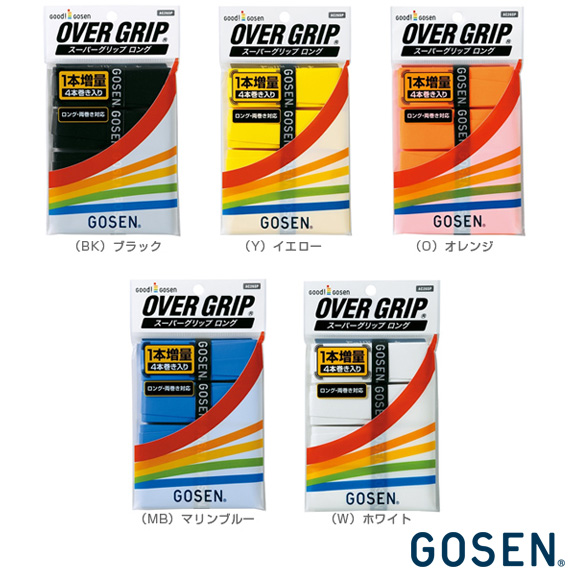 GOOD! GOSEN
AC26SP
OVER GRIP®
スーパーグリップ ロング
1本増量
4本巻き入り
ロング・両巻き対応
GOSEN. GOSEN.
GOSEN®
(BK) ブラック
GOOD! GOSEN
AC26SP
OVER GRIP®
スーパーグリップ ロング
1本増量
4本巻き入り
ロング・両巻き対応
GOSEN. GOSEN.
GOSEN®
(Y) イエロー
GOOD! GOSEN
AC26SP
OVER GRIP®
スーパーグリップ ロング
1本増量
4本巻き入り
ロング・両巻き対応
GOSEN. GOSEN.
GOSEN®
(O) オレンジ
GOOD! GOSEN
AC26SP
OVER GRIP®
スーパーグリップ ロング
1本増量
4本巻き入り
ロング・両巻き対応
GOSEN. GOSEN.
GOSEN®
(MB) マリンブルー
GOOD! GOSEN
AC26SP
OVER GRIP®
スーパーグリップ ロング
1本増量
4本巻き入り
ロング・両巻き対応
GOSEN. GOSEN.
GOSEN®
(W) ホワイト
GOSEN®